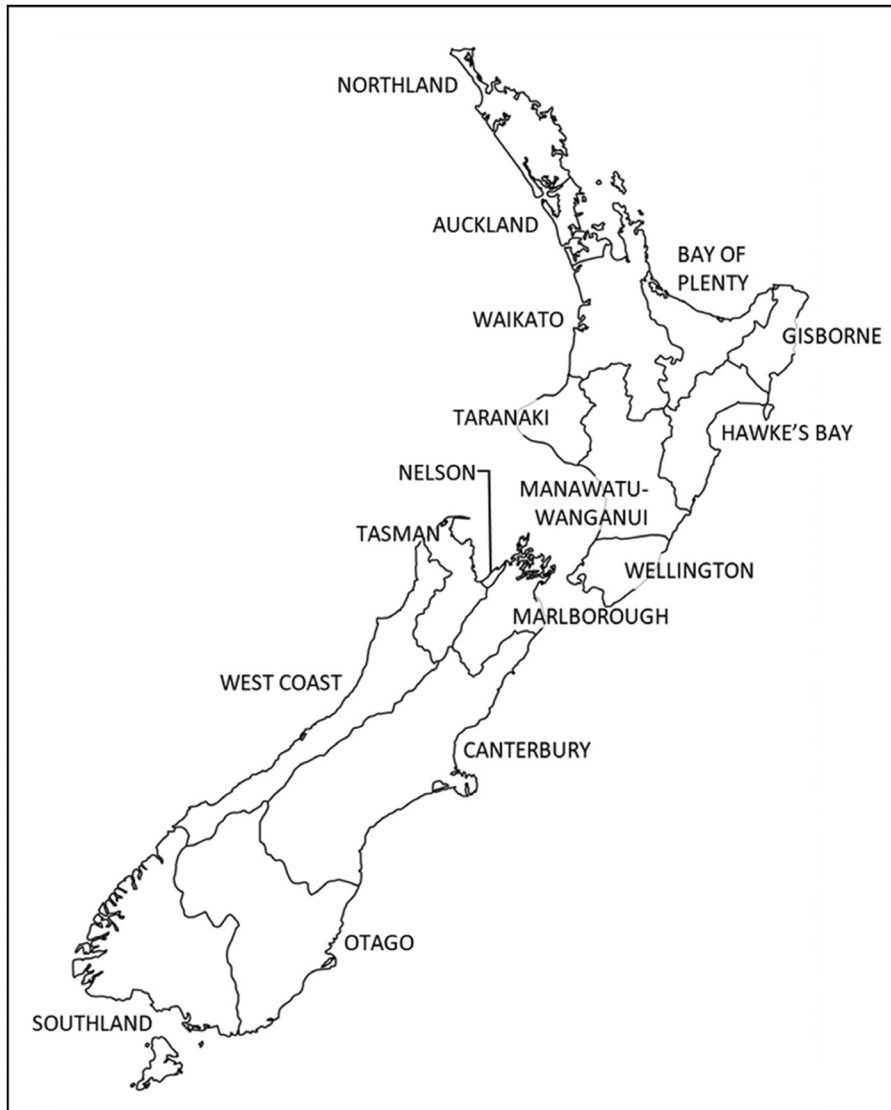 NORTHLAND
AUCKLAND
BAY OF
PLENTY
WAIKATO
GISBORNE
TARANAKI
HAWKE'S BAY
NELSON
MANAWATU-
WANGANUI
TASMAN
WELLINGTON
MARLBOROUGH
WEST COAST
CANTERBURY
OTAGO
SOUTHLAND